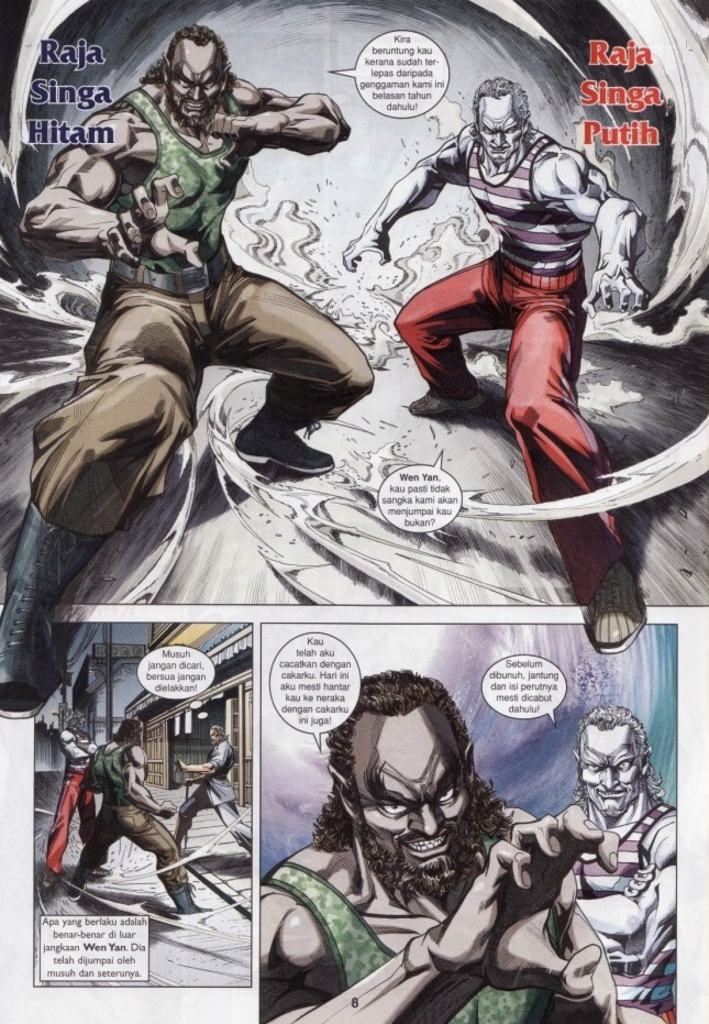 Raja
Singa
Hitam
Kira
beruntung kau
kerana sudah ter-
lepas daripada
genggaman kami ini
belasan tahun
dahulu!
Raja
Singa
Putih
Wen Yan,
kau pasti tidak
sangka kami akan
menjumpai kau
bukan?
Musuh
jangan dicari,
bersua jangan
dielakkan!
Apa yang berlaku adalah
benar-benar di luar
jangkaan Wen Yan. Dia
telah dijumpai oleh
musuh dan seterunya.
Kau
telah aku
cacatkan dengan
cakarku. Hari ini
aku mesti hantar
kau ke neraka
dengan cakarku
ini juga!
Sebelum
dibunuh, jantung
dan isi perutnya
mesti dicabut
dahulu!
8